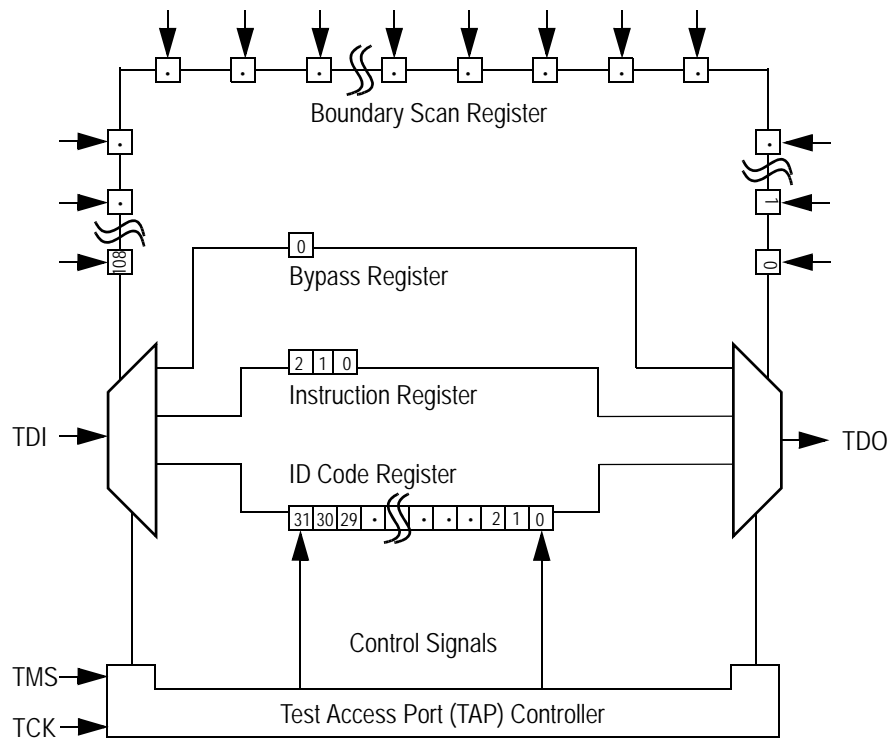 Boundary Scan Register
1
108
0
0
Bypass Register
2 1 0
Instruction Register
TDI
TDO
ID Code Register
31 30 29 . . . . . 2 1 0
Control Signals
TMS
TCK
Test Access Port (TAP) Controller